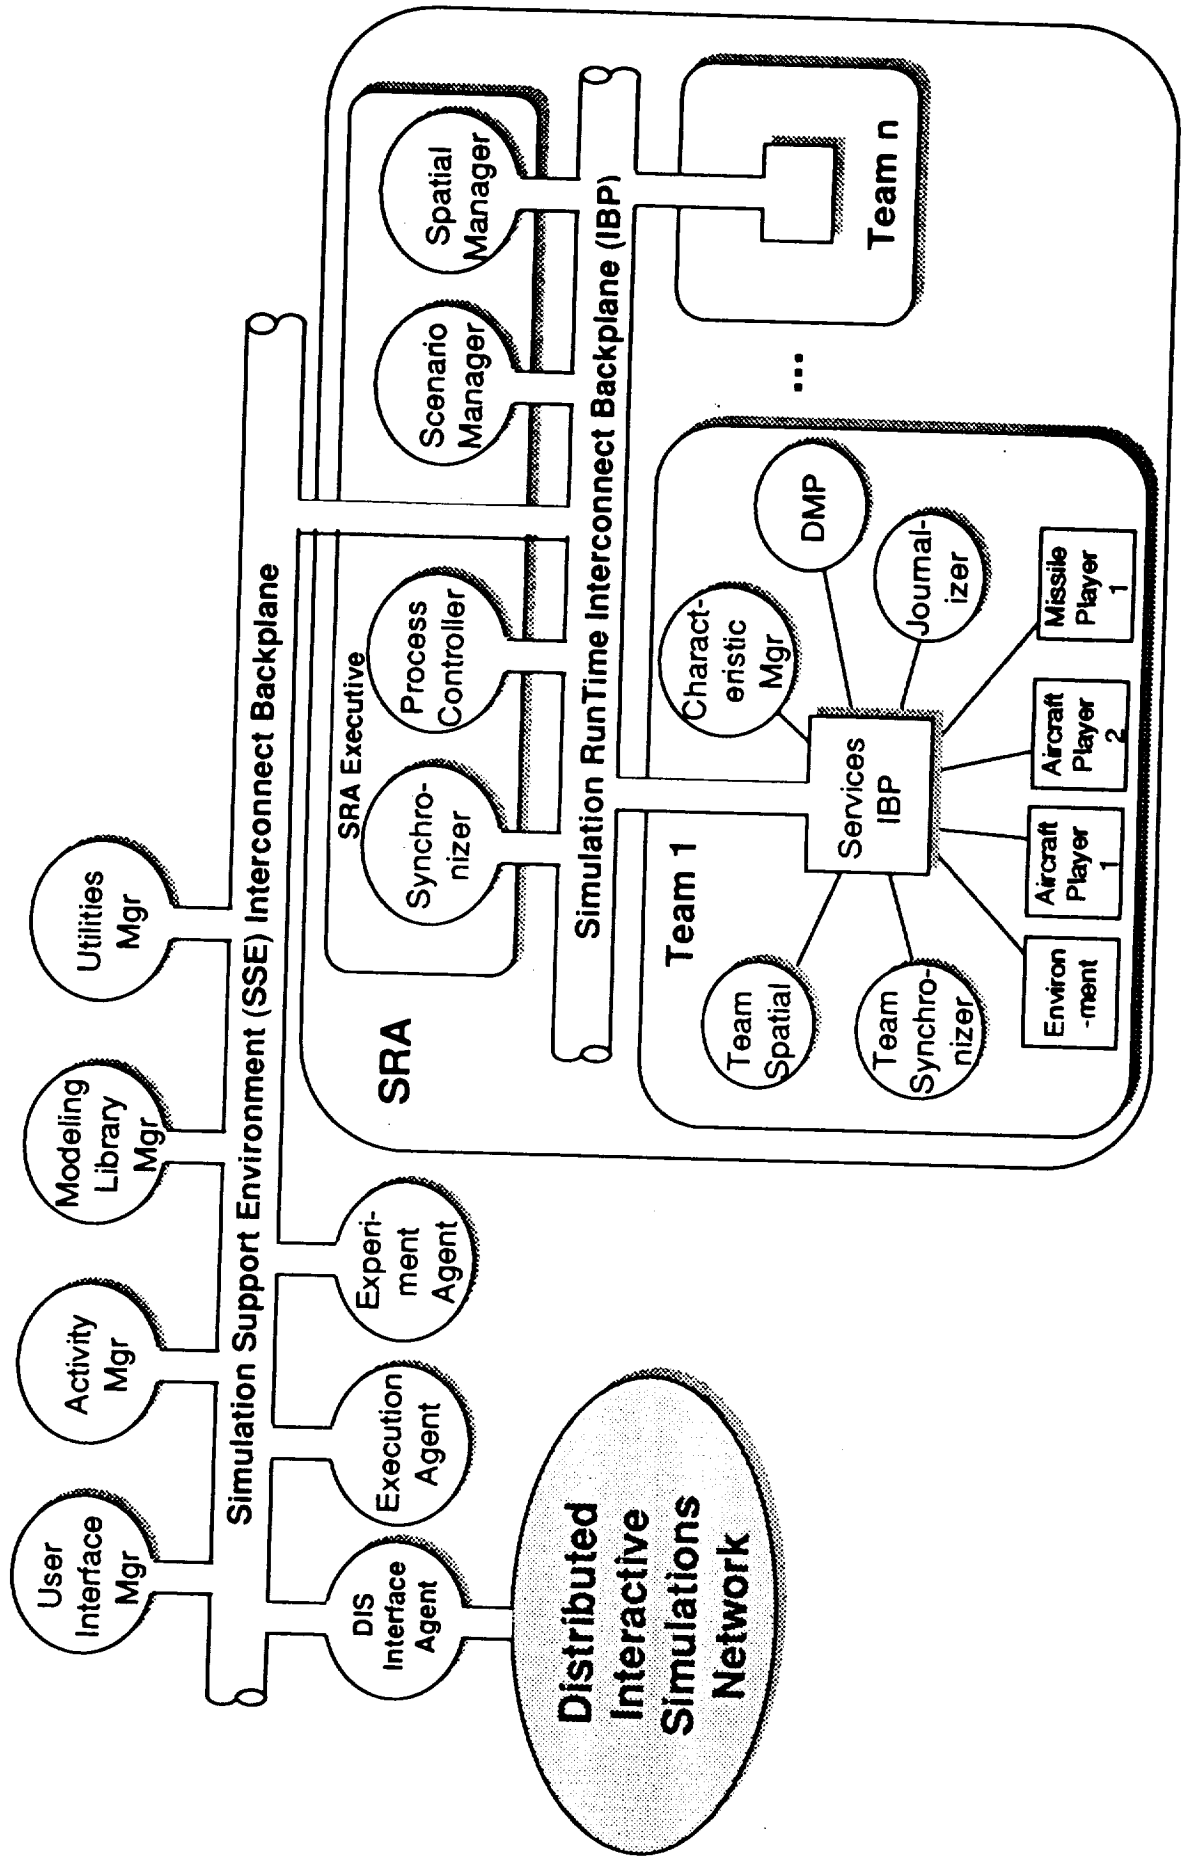 User
Interface
Mgr
Activity
Mgr
Modeling
Library
Mgr
Utilities
Mgr
Simulation Support Environment (SSE) Interconnect Backplane
DIS
Interface
Agent
Execution
Agent
Experi-
ment
Agent
Distributed
Interactive
Simulations
Network
SRA
SRA Executive
Synchro-
nizer
Process
Controller
Scenario
Manager
Spatial
Manager
Simulation RunTime Interconnect Backplane (IBP)
Team 1
Team
Spatial
Team
Synchro-
nizer
Services
IBP
Charact-
eristic
Mgr
DMP
Journal-
izer
Environ
-ment
Aircraft
Player
1
Aircraft
Player
2
Missile
Player
1
...
Team n